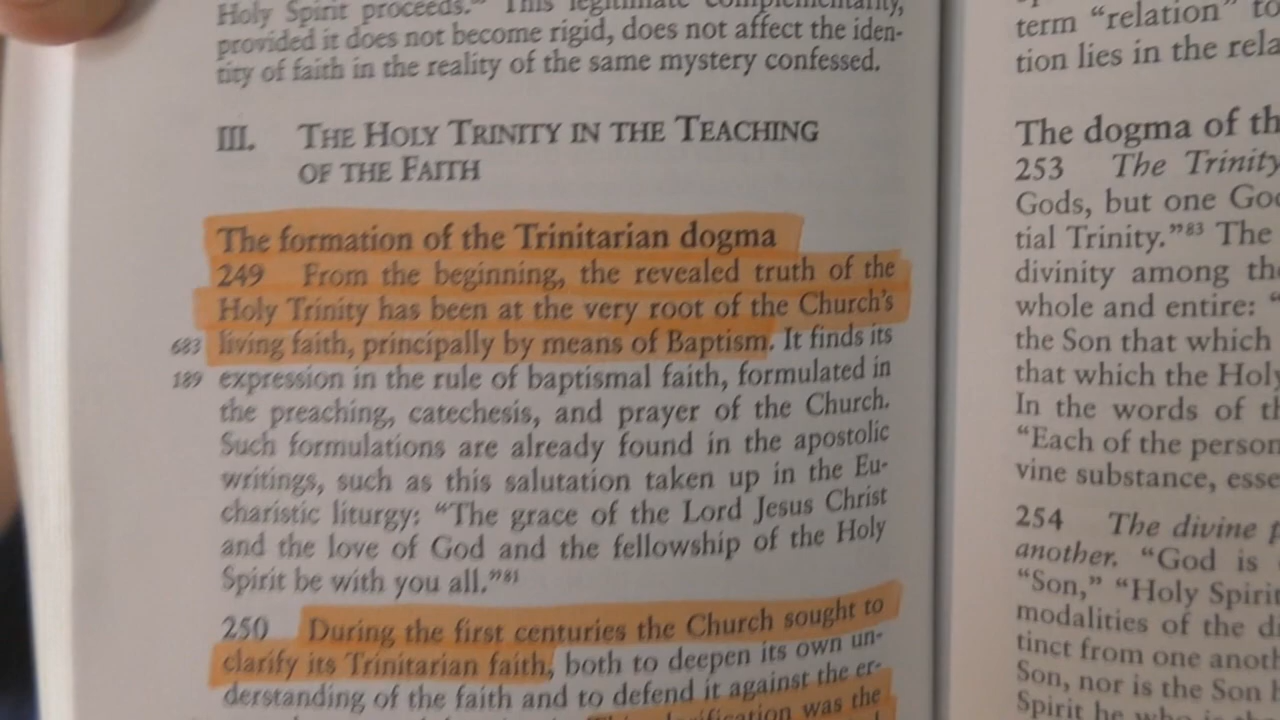 Holy Spirit proceeds." This legitimate complementarity,
provided it does not become rigid, does not affect the iden-
tity of faith in the reality of the same mystery confessed.
III. THE HOLY TRINITY IN THE TEACHING
OF THE FAITH
The formation of the Trinitarian dogma
249 From the beginning, the revealed truth of the
Holy Trinity has been at the very root of the Church's
683 living faith, principally by means of Baptism. It finds its
189 expression in the rule of baptismal faith, formulated in
the preaching, catechesis, and prayer of the Church.
Such formulations are already found in the apostolic
writings, such as this salutation taken up in the Eu-
charistic liturgy: "The grace of the Lord Jesus Christ
and the love of God and the fellowship of the Holy
Spirit be with you all."81
250 During the first centuries the Church sought to
clarify its Trinitarian faith, both to deepen its own un-
derstanding of the faith and to defend it against the er-
was the
term "relation" to
tion lies in the rela
The dogma of th
253 The Trinity
Gods, but one Go
tial Trinity."83 The
divinity among th
whole and entire: "
the Son that which
that which the Holy
In the words of th
"Each of the person
vine substance, esse
254 The divine p
another. "God is
"Son," "Holy Spirit
modalities of the di
tinct from one anoth
Son, nor is the Son h
Spirit he who is th